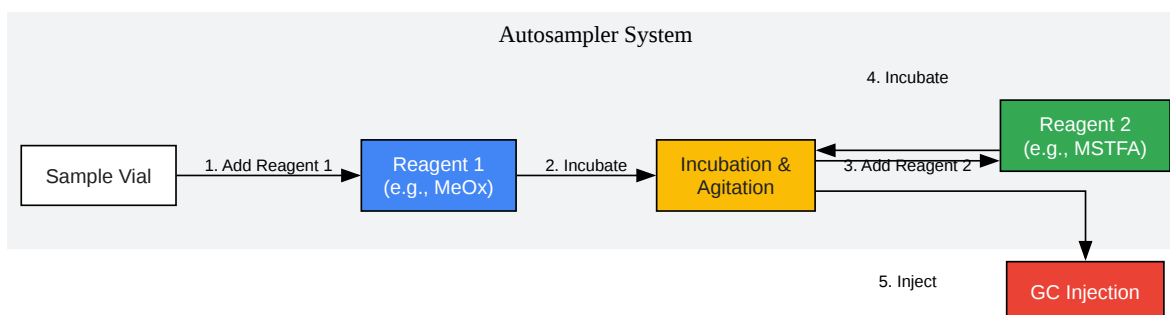 Autosampler System
4. Incubate
Reagent 2
(e.g., MSTFA)
Sample Vial
1. Add Reagent 1
Reagent 1
(e.g., MeOx)
2. Incubate
Incubation &
Agitation
3. Add Reagent 2
5. Inject
GC Injection